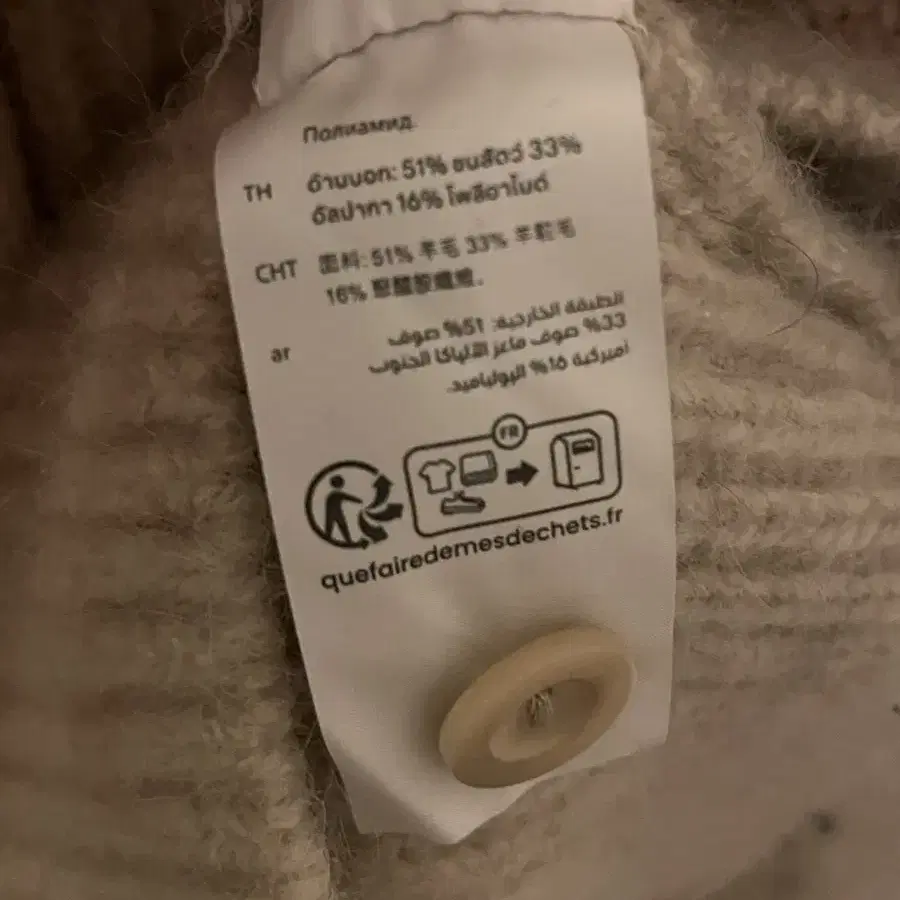 Полиамид.
TH ด้านนอก: 51% ขนสัตว์ 33%
อัลปากา 16% โพลีอาไมด์
CHT 面料: 51% 羊毛 33% 羊駝毛
16% 聚醯胺纖維。
ar الطبقة الخارجية: 51% صوف
33% صوف ماعز الألباكا الجنوب
أميركية 16% البولياميد.
FR
quefairedemesdechets.fr